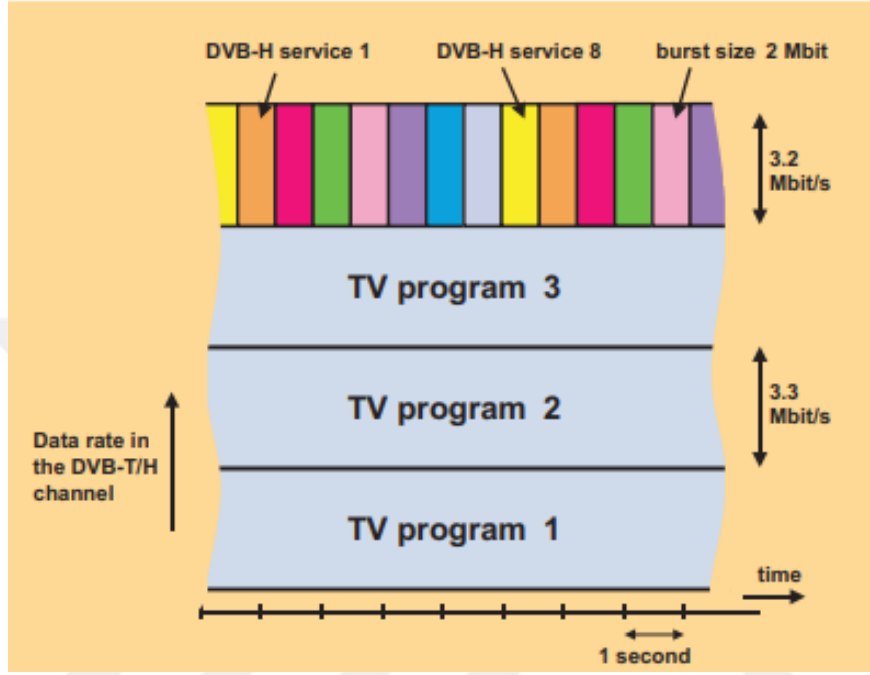 DVB-H service 1
DVB-H service 8
burst size 2 Mbit
3.2
Mbit/s
TV program 3
TV program 2
3.3
Mbit/s
Data rate in
the DVB-T/H
channel
TV program 1
time
1 second